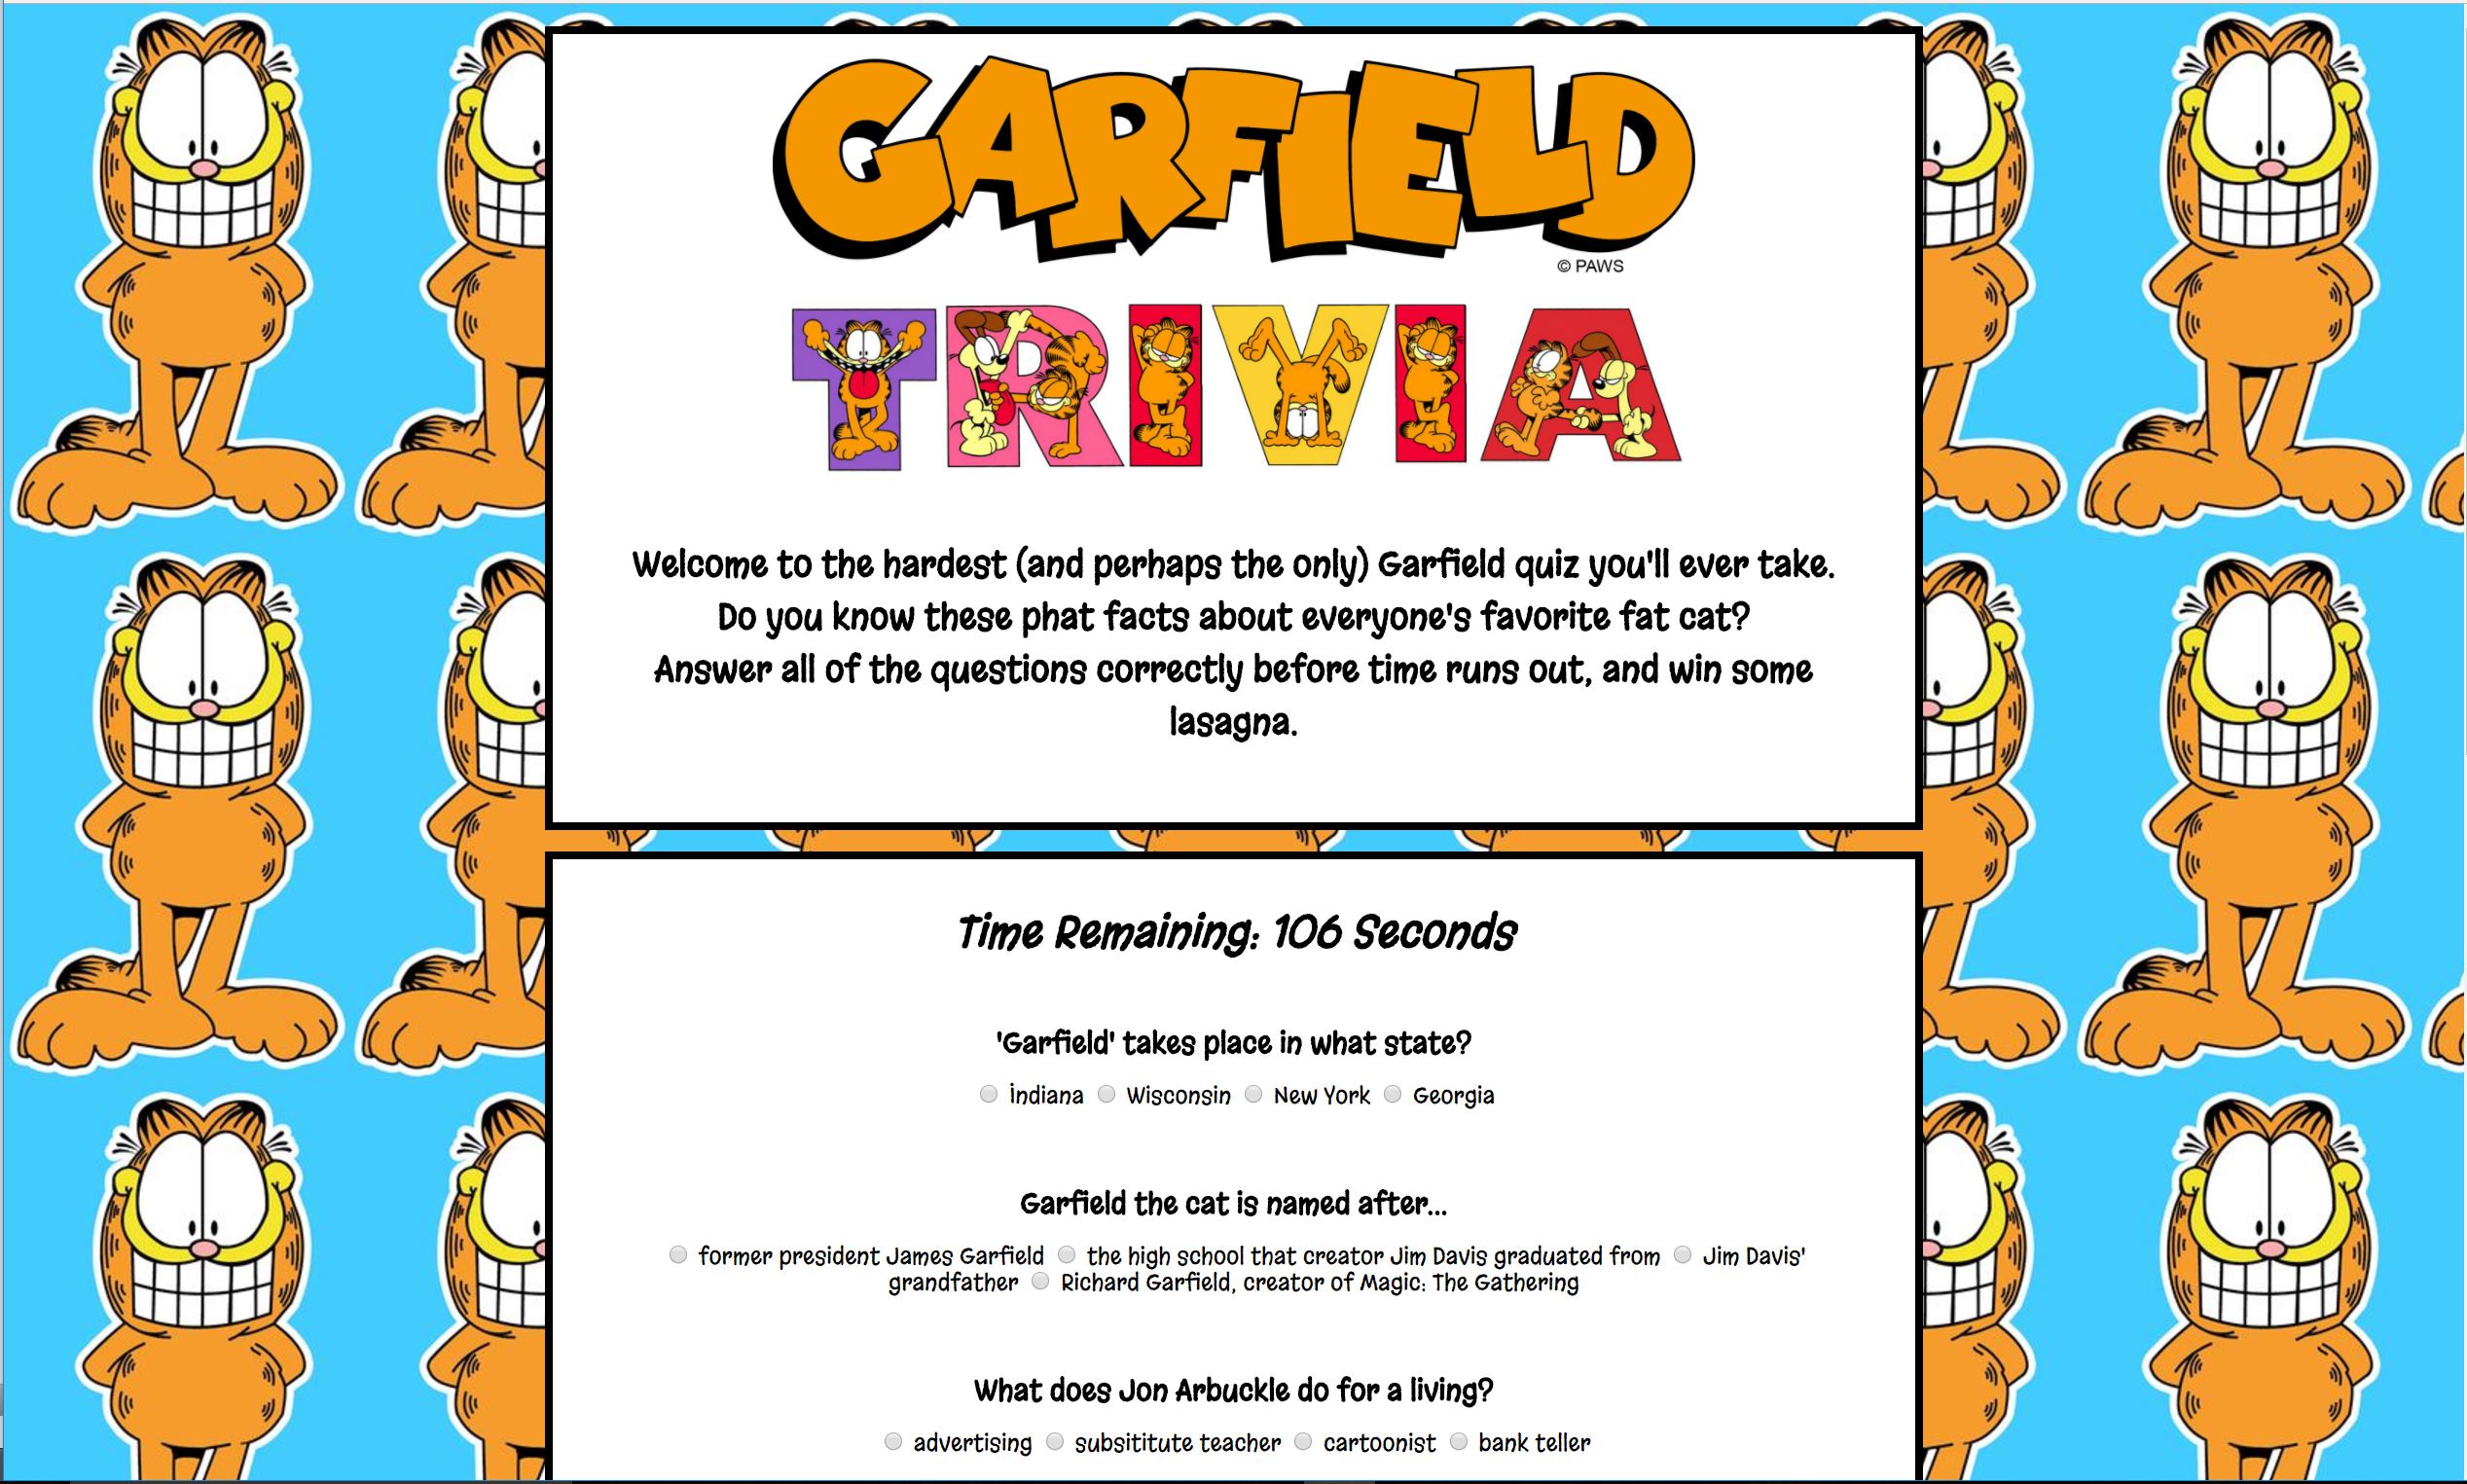 GARFIELD
© PAWS
TRIVIA
Welcome to the hardest (and perhaps the only) Garfield quiz you'll ever take.
Do you know these phat facts about everyone's favorite fat cat?
Answer all of the questions correctly before time runs out, and win some
lasagna.
Time Remaining: 106 Seconds
'Garfield' takes place in what state?
Indiana Wisconsin New York Georgia
Garfield the cat is named after...
former president James Garfield the high school that creator Jim Davis graduated from Jim Davis'
grandfather Richard Garfield, creator of Magic: The Gathering
What does Jon Arbuckle do for a living?
advertising subsititute teacher cartoonist bank teller